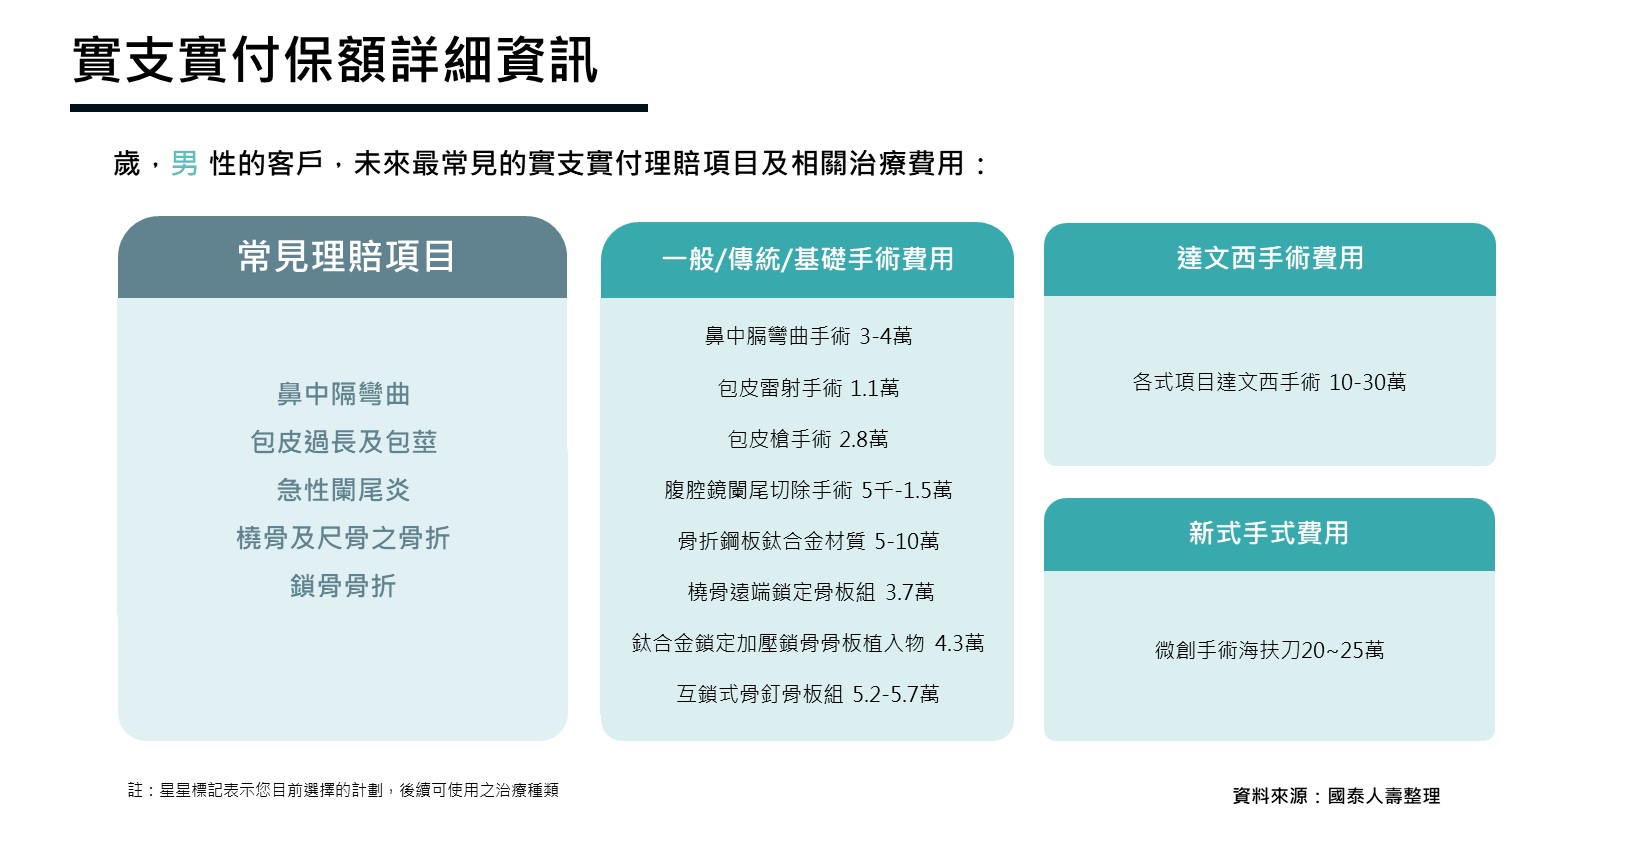 實支實付保額詳細資訊
歲，男 性的客戶，未來最常見的實支實付理賠項目及相關治療費用：
常見理賠項目
鼻中隔彎曲
包皮過長及包莖
急性闌尾炎
橈骨及尺骨之骨折
鎖骨骨折
一般/傳統/基礎手術費用
鼻中膈彎曲手術 3-4萬
包皮雷射手術 1.1萬
包皮槍手術 2.8萬
腹腔鏡闌尾切除手術 5千-1.5萬
骨折鋼板鈦合金材質 5-10萬
橈骨遠端鎖定骨板組 3.7萬
鈦合金鎖定加壓鎖骨骨板植入物 4.3萬
互鎖式骨釘骨板組 5.2-5.7萬
達文西手術費用
各式項目達文西手術 10-30萬
新式手式費用
微創手術海扶刀20~25萬
註：星星標記表示您目前選擇的計劃，後續可使用之治療種類
資料來源：國泰人壽整理